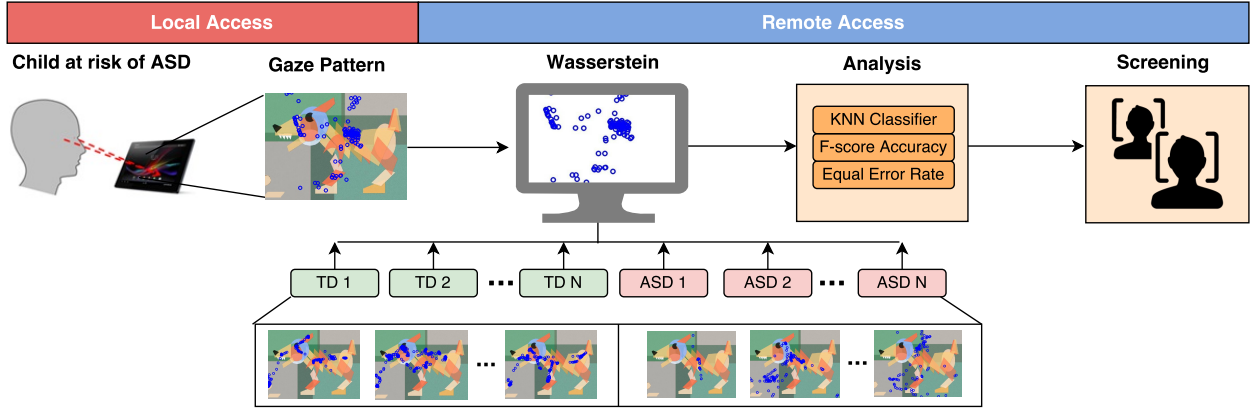 Local Access
Remote Access
Child at risk of ASD
Gaze Pattern
Wasserstein
Analysis
Screening
KNN Classifier
F-score Accuracy
Equal Error Rate
TD 1
TD 2
TD N
ASD 1
ASD 2
ASD N